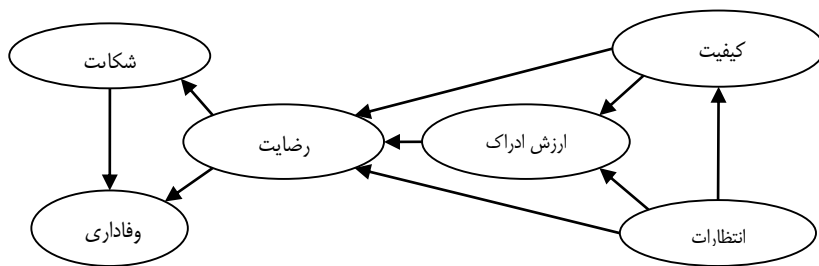 کیفیت
شکایت
ارزش ادراک
رضایت
وفاداری
انتظارات